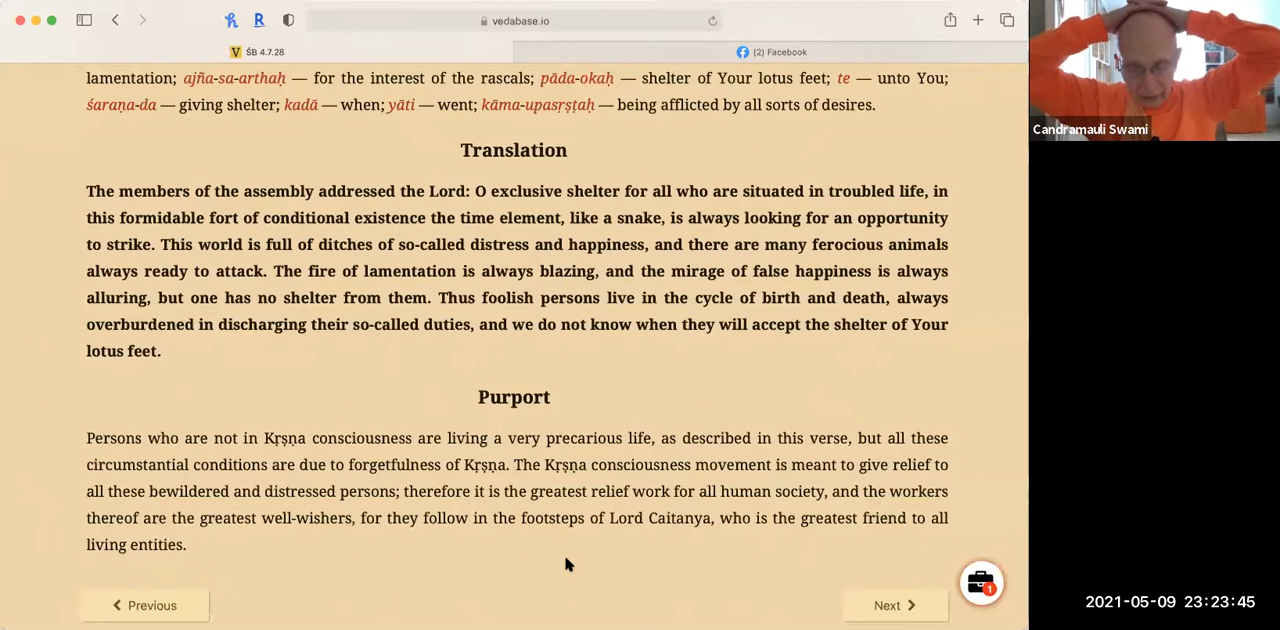 vedabase.io
ŚB 4.7.28
(2) Facebook
lamentation; ajña-sa-arthaḥ — for the interest of the rascals; pāda-okaḥ — shelter of Your lotus feet; te — unto You;
śaraṇa-da — giving shelter; kadā — when; yāti — went; kāma-upasṛṣṭaḥ — being afflicted by all sorts of desires.
Translation
The members of the assembly addressed the Lord: O exclusive shelter for all who are situated in troubled life, in
this formidable fort of conditional existence the time element, like a snake, is always looking for an opportunity
to strike. This world is full of ditches of so-called distress and happiness, and there are many ferocious animals
always ready to attack. The fire of lamentation is always blazing, and the mirage of false happiness is always
alluring, but one has no shelter from them. Thus foolish persons live in the cycle of birth and death, always
overburdened in discharging their so-called duties, and we do not know when they will accept the shelter of Your
lotus feet.
Purport
Persons who are not in Kṛṣṇa consciousness are living a very precarious life, as described in this verse, but all these
circumstantial conditions are due to forgetfulness of Kṛṣṇa. The Kṛṣṇa consciousness movement is meant to give relief to
all these bewildered and distressed persons; therefore it is the greatest relief work for all human society, and the workers
thereof are the greatest well-wishers, for they follow in the footsteps of Lord Caitanya, who is the greatest friend to all
living entities.
Previous
Next
1
Candramauli Swami
2021-05-09 23:23:45